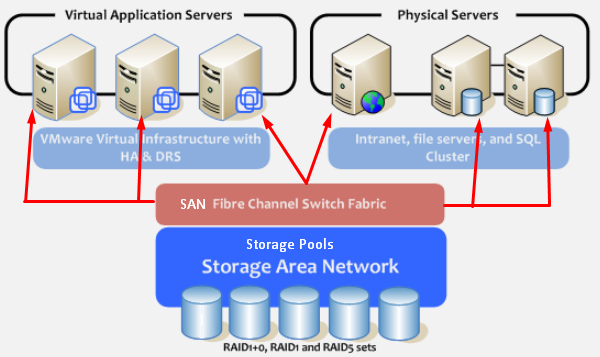 Virtual Application Servers
Physical Servers
VMware Virtual Infrastructure with
HA & DRS
Intranet, file servers, and SQL
Cluster
SAN Fibre Channel Switch Fabric
Storage Pools
Storage Area Network
RAID1+0, RAID1 and RAID5 sets